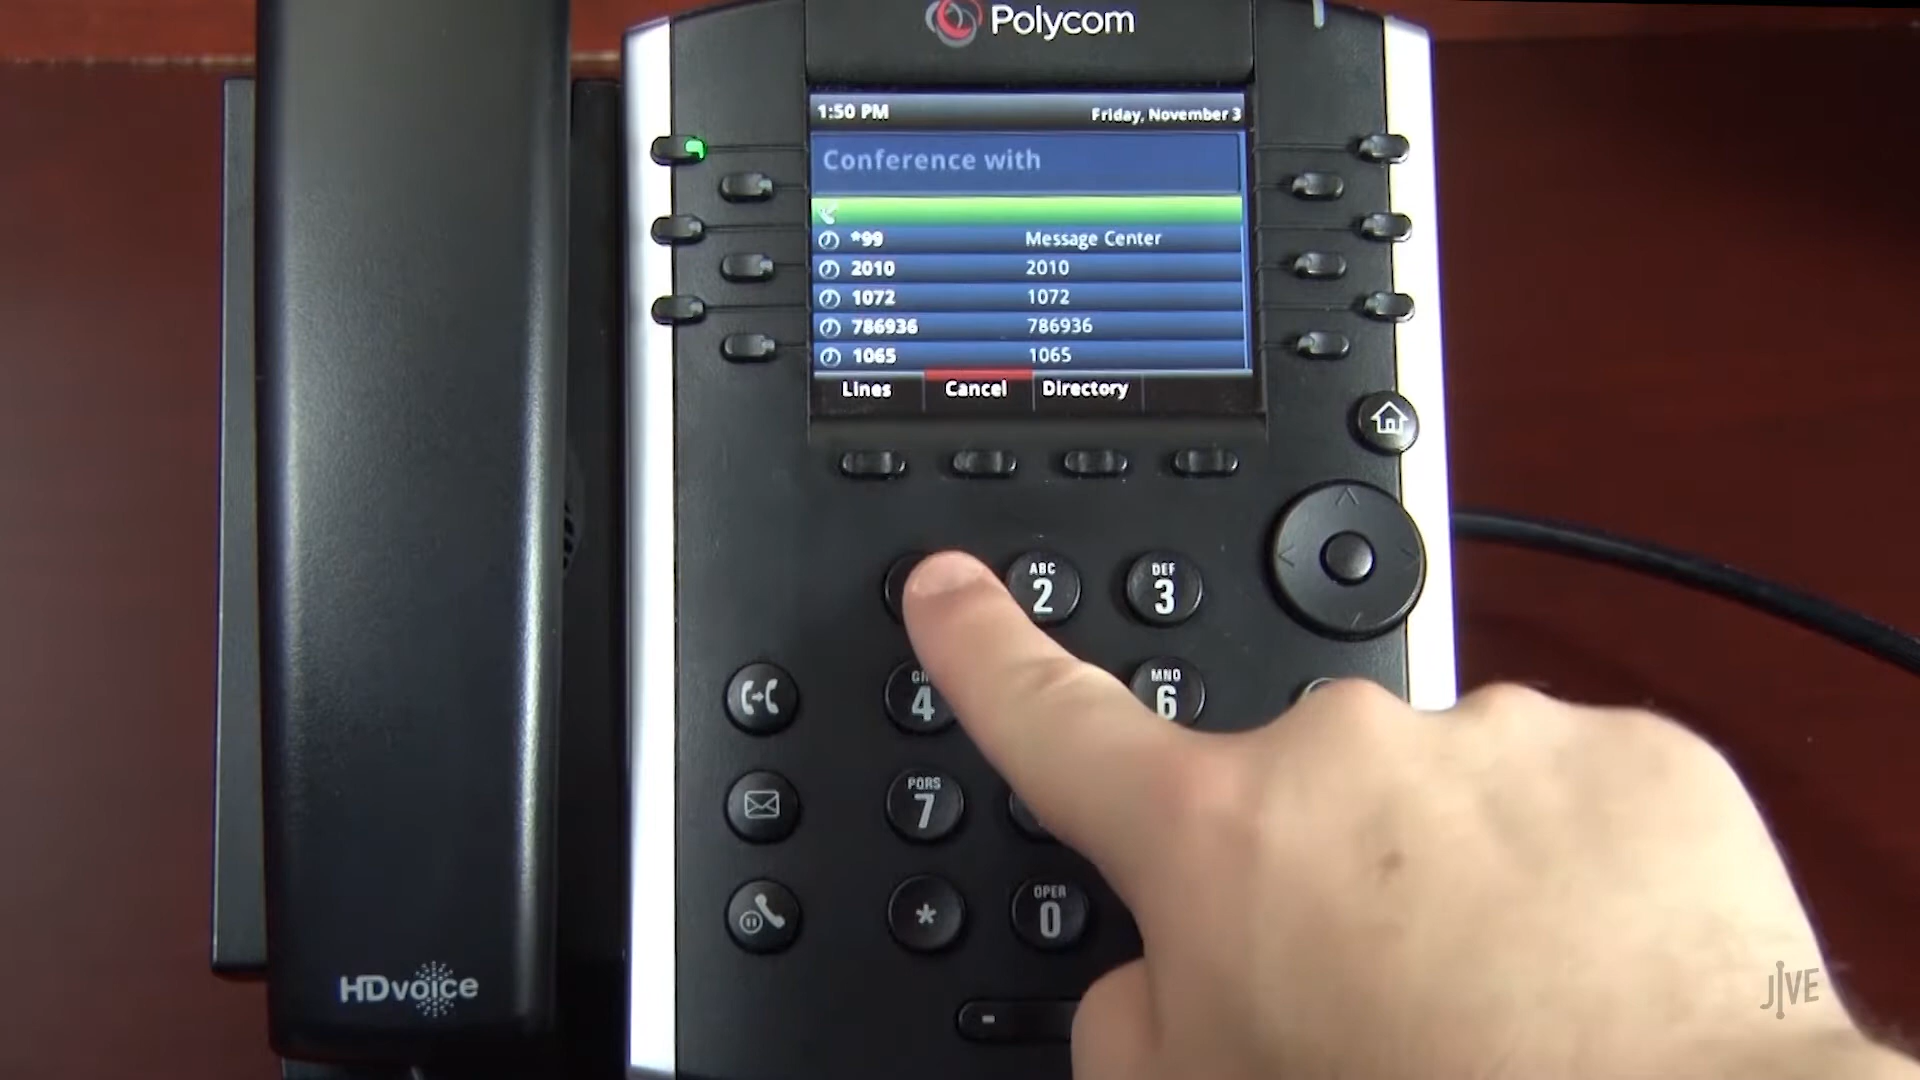 Polycom
1:50 PM Friday, November 3
Conference with
*99 Message Center
2010 2010
1072 1072
786936 786936
1065 1065
Lines Cancel Directory
ABC DEF
2 3
MNO
4 6
PQRS
7
OPER
* 0
HDvoice
-
JIVE